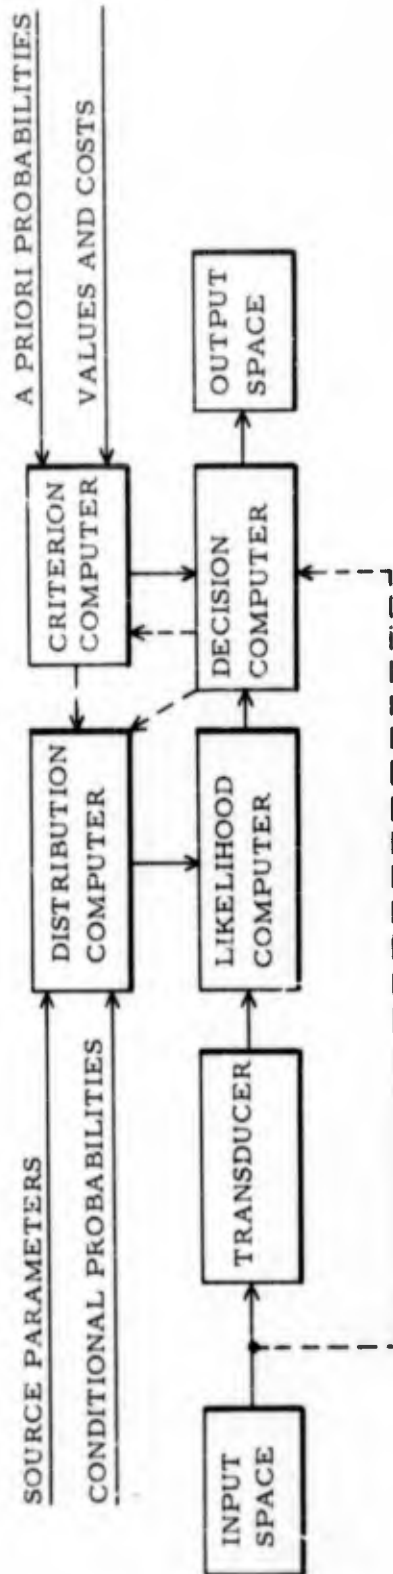 SOURCE PARAMETERS
CONDITIONAL PROBABILITIES
DISTRIBUTION
COMPUTER
CRITERION
COMPUTER
A PRIORI PROBABILITIES
VALUES AND COSTS
INPUT
SPACE
TRANSDUCER
LIKELIHOOD
COMPUTER
DECISION
COMPUTER
OUTPUT
SPACE